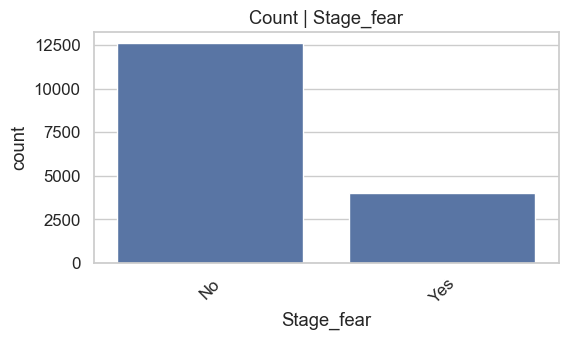 Count | Stage_fear
12500
10000
7500
5000
2500
0
count
No
Yes
Stage_fear